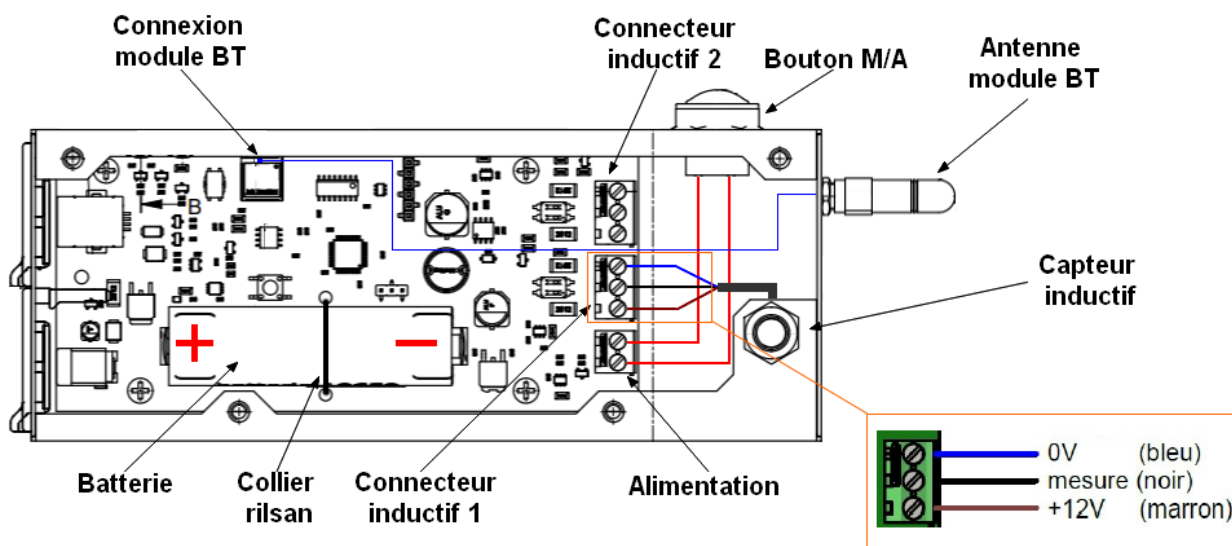 Connexion
module BT
Connecteur
inductif 2
Bouton M/A
Antenne
module BT
B
Capteur
inductif
+
−
Batterie
Collier
rilsan
Connecteur
inductif 1
Alimentation
0V (bleu)
mesure (noir)
+12V (marron)